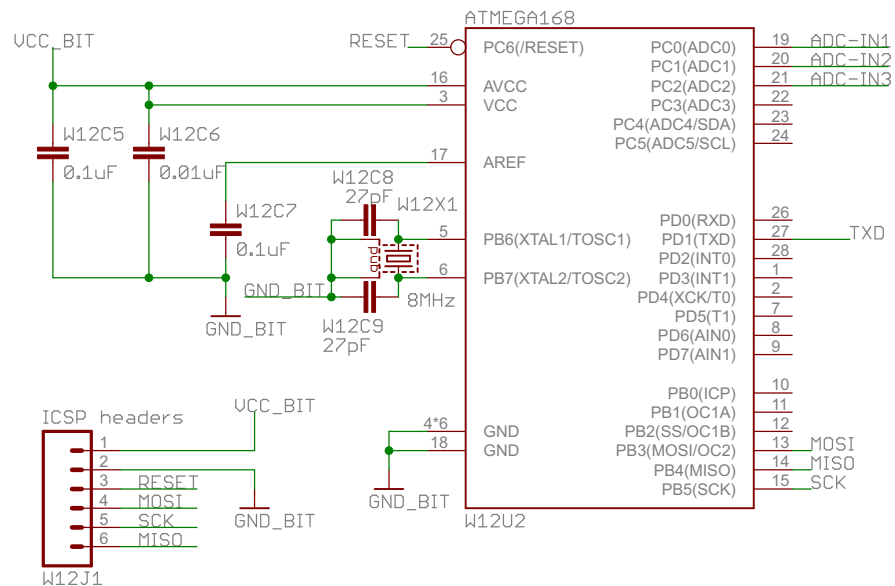 ATMEGA168
VCC_BIT
RESET 25 PC6(/RESET) PC0(ADC0) 19 ADC-IN1
PC1(ADC1) 20 ADC-IN2
16 AVCC PC2(ADC2) 21 ADC-IN3
3 VCC PC3(ADC3) 22
PC4(ADC4/SDA) 23
W12C5 W12C6 PC5(ADC5/SCL) 24
0.1uF 0.01uF
17 AREF
W12C8
27pF W12X1
W12C7
0.1uF
PD0(RXD) 26
5 PB6(XTAL1/TOSC1) PD1(TXD) 27 TXD
PD2(INT0) 28
gnd
6 PB7(XTAL2/TOSC2) PD3(INT1) 1
GND_BIT 8MHz PD4(XCK/T0) 2
GND_BIT
W12C9
27pF
PD5(T1) 7
PD6(AIN0) 8
PD7(AIN1) 9
PB0(ICP) 10
PB1(OC1A) 11
4*6 GND PB2(SS/OC1B) 12
18 GND PB3(MOSI/OC2) 13 MOSI
PB4(MISO) 14 MISO
PB5(SCK) 15 SCK
GND_BIT
W12U2
ICSP headers
VCC_BIT
1
2
3 RESET
4 MOSI
5 SCK
6 MISO
GND_BIT
W12J1